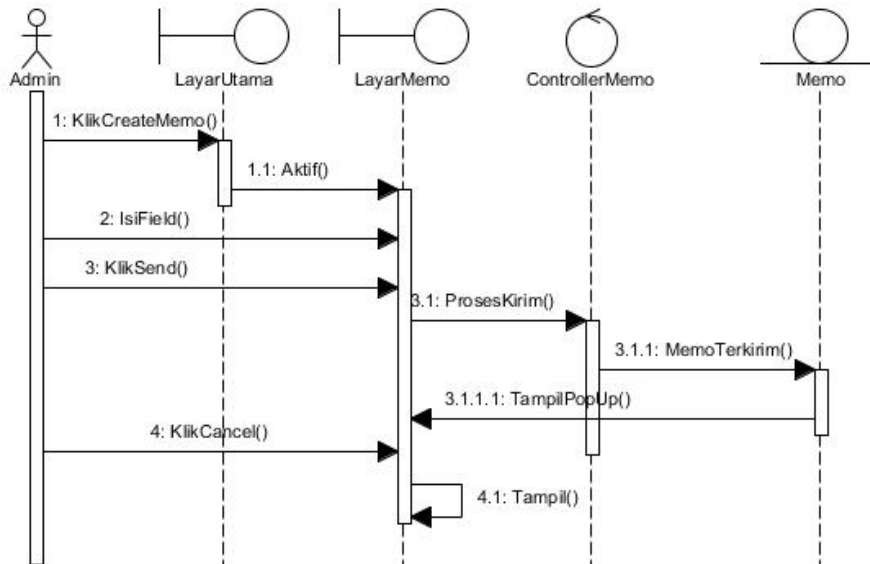 Admin
LayarUtama
LayarMemo
ControllerMemo
Memo
1: KlikCreateMemo()
1.1: Aktif()
2: IsiField()
3: KlikSend()
3.1: ProsesKirim()
3.1.1: MemoTerkirim()
3.1.1.1: TampilPopUp()
4: KlikCancel()
4.1: Tampil()